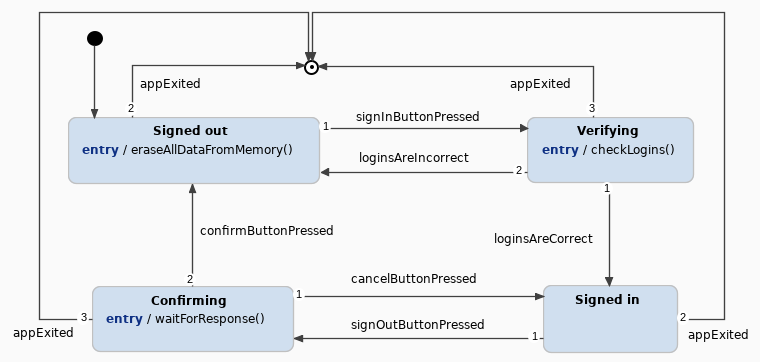 appExited
appExited
2
3
Signed out
entry / eraseAllDataFromMemory()
1
signInButtonPressed
Verifying
entry / checkLogins()
loginsAreIncorrect
2
1
confirmButtonPressed
loginsAreCorrect
2
cancelButtonPressed
1
Confirming
entry / waitForResponse()
Signed in
3
signOutButtonPressed
2
appExited
1
appExited